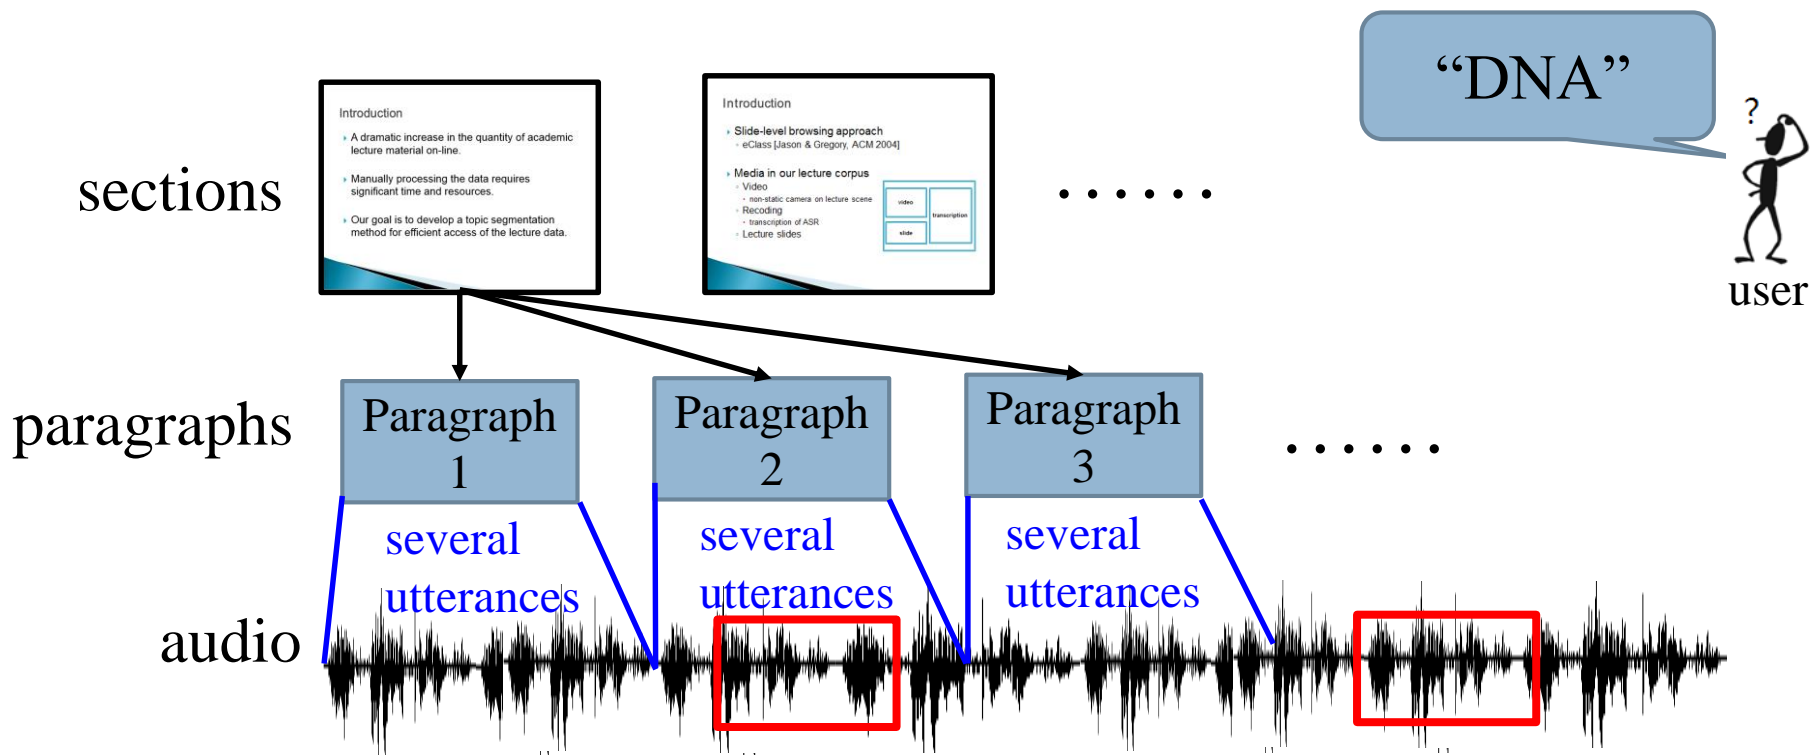 “DNA”
?
user
sections
Introduction
A dramatic increase in the quantity of academic
lecture material on-line.
Manually processing the data requires
significant time and resources.
Our goal is to develop a topic segmentation
method for efficient access of the lecture data.
Introduction
Slide-level browsing approach
eClass [Jason & Gregory, ACM 2004]
Media in our lecture corpus
Video
non-static camera on lecture scene
Recoding
transcription of ASR
Lecture slides
video
slide
transcription
......
paragraphs
Paragraph
1
Paragraph
2
Paragraph
3
......
several
utterances
several
utterances
several
utterances
audio